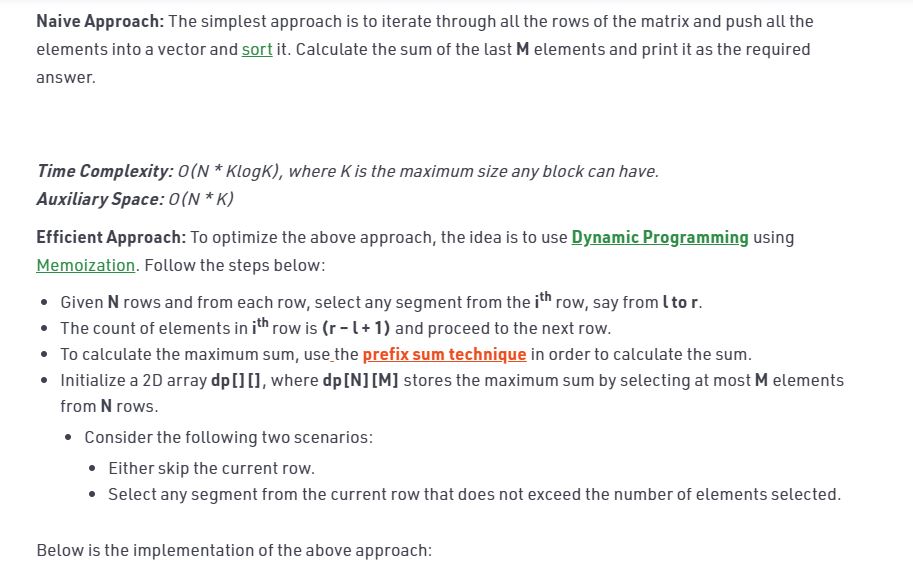 Naive Approach: The simplest approach is to iterate through all the rows of the matrix and push all the
elements into a vector and sort it. Calculate the sum of the last M elements and print it as the required
answer.
Time Complexity: O(N * KlogK), where K is the maximum size any block can have.
Auxiliary Space: O(N * K)
Efficient Approach: To optimize the above approach, the idea is to use Dynamic Programming using
Memoization. Follow the steps below:
• Given N rows and from each row, select any segment from the ith row, say from l to r.
• The count of elements in ith row is (r – l + 1) and proceed to the next row.
• To calculate the maximum sum, use the prefix sum technique in order to calculate the sum.
• Initialize a 2D array dp[][], where dp[N][M] stores the maximum sum by selecting at most M elements
from N rows.
• Consider the following two scenarios:
• Either skip the current row.
• Select any segment from the current row that does not exceed the number of elements selected.
Below is the implementation of the above approach: